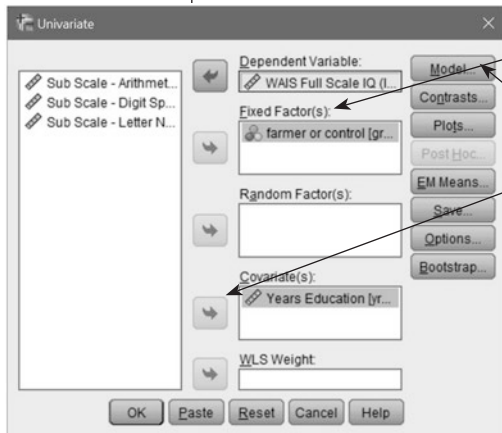 Univariate
Sub Scale - Arithmet...
Sub Scale - Digit Sp...
Sub Scale - Letter N...
Dependent Variable:
WAIS Full Scale IQ (I...
Fixed Factor(s):
farmer or control [gr...
Random Factor(s):
Covariate(s):
Years Education [yr...
WLS Weight:
Model...
Contrasts...
Plots...
Post Hoc...
EM Means...
Save...
Options...
Bootstrap...
OK
Paste
Reset
Cancel
Help